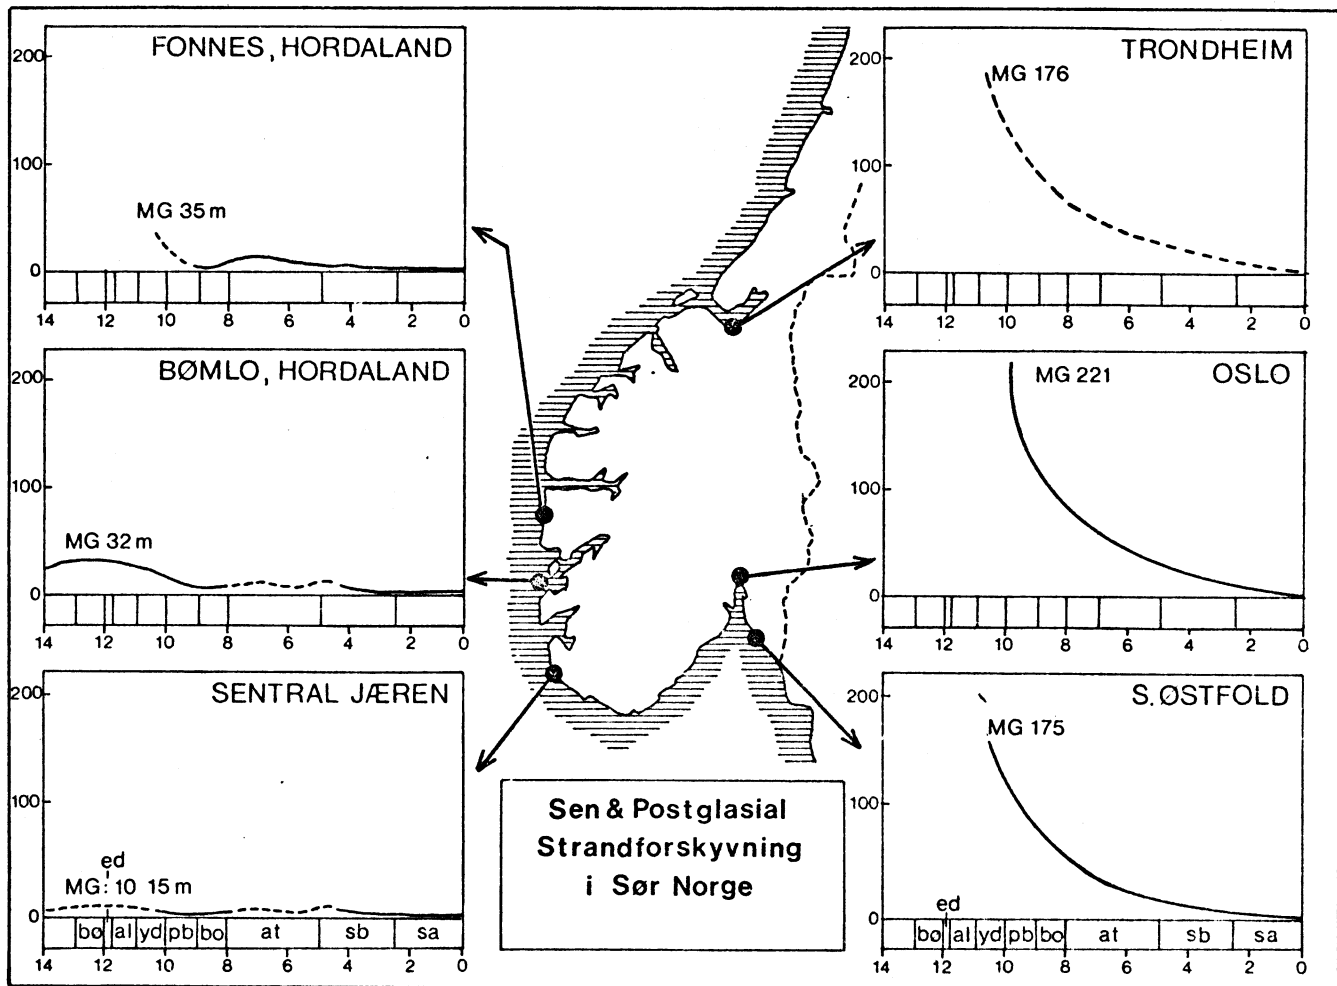 FONNES, HORDALAND
200
100
0
MG 35 m
14 12 10 8 6 4 2 0
BØMLO, HORDALAND
200
100
0
MG 32 m
14 12 10 8 6 4 2 0
SENTRAL JÆREN
200
100
0
ed
MG: 10 15 m
bø al yd pb bo at sb sa
14 12 10 8 6 4 2 0
Sen & Postglasial
Strandforskyvning
i Sør Norge
TRONDHEIM
200
100
0
MG 176
14 12 10 8 6 4 2 0
OSLO
200
100
0
MG 221
14 12 10 8 6 4 2 0
S. ØSTFOLD
200
100
0
MG 175
ed
bø al yd pb bo at sb sa
14 12 10 8 6 4 2 0